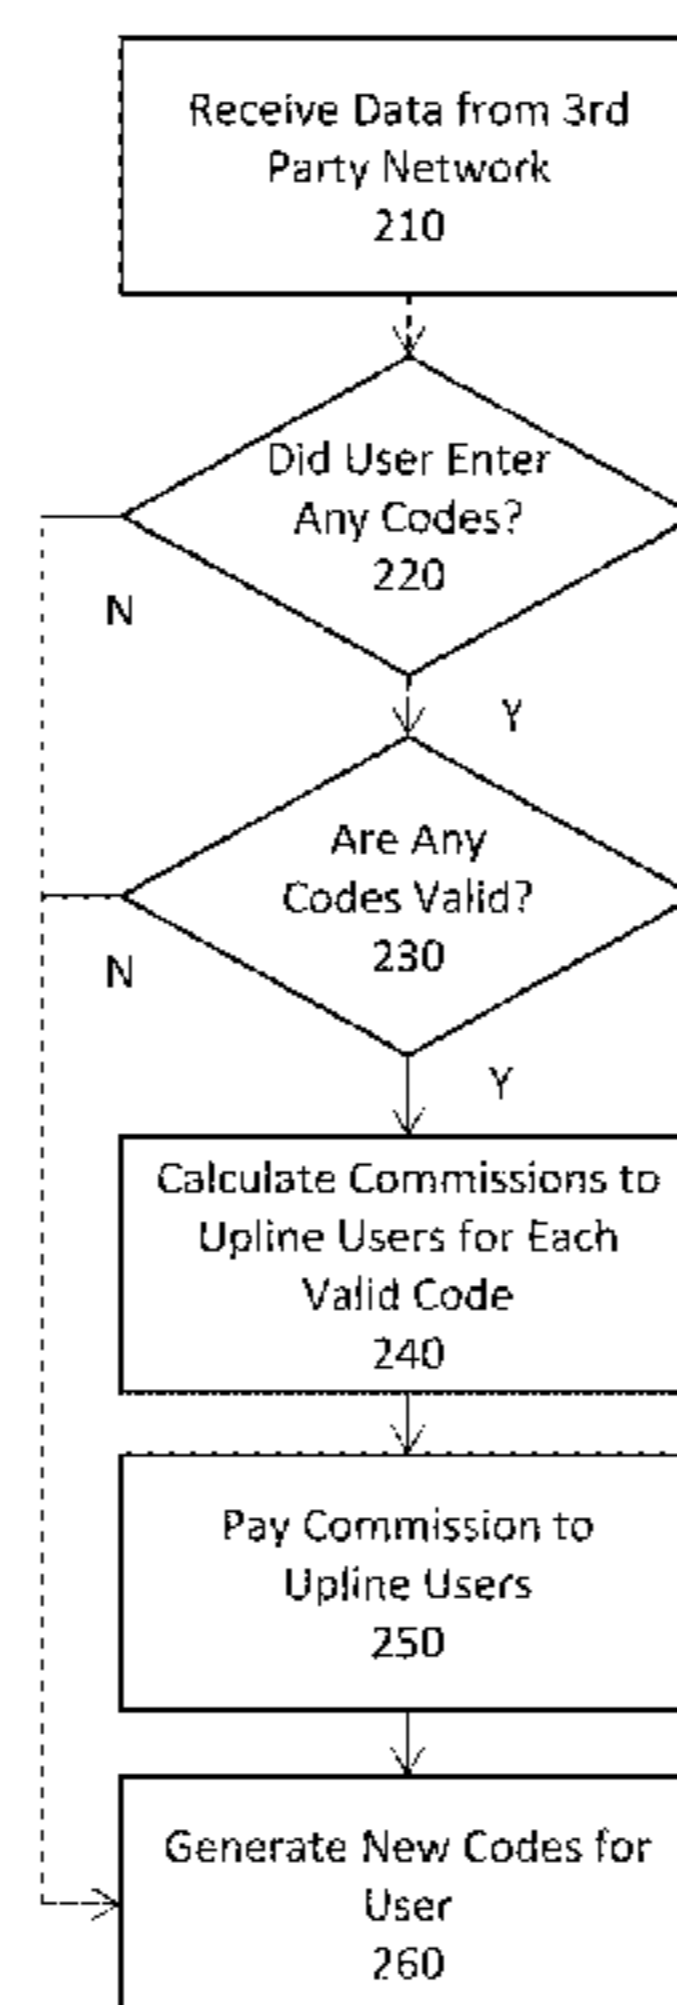 Receive Data from 3rd
Party Network
210
Did User Enter
Any Codes?
220
N
Y
Are Any
Codes Valid?
230
N
Y
Calculate Commissions to
Upline Users for Each
Valid Code
240
Pay Commission to
Upline Users
250
Generate New Codes for
User
260